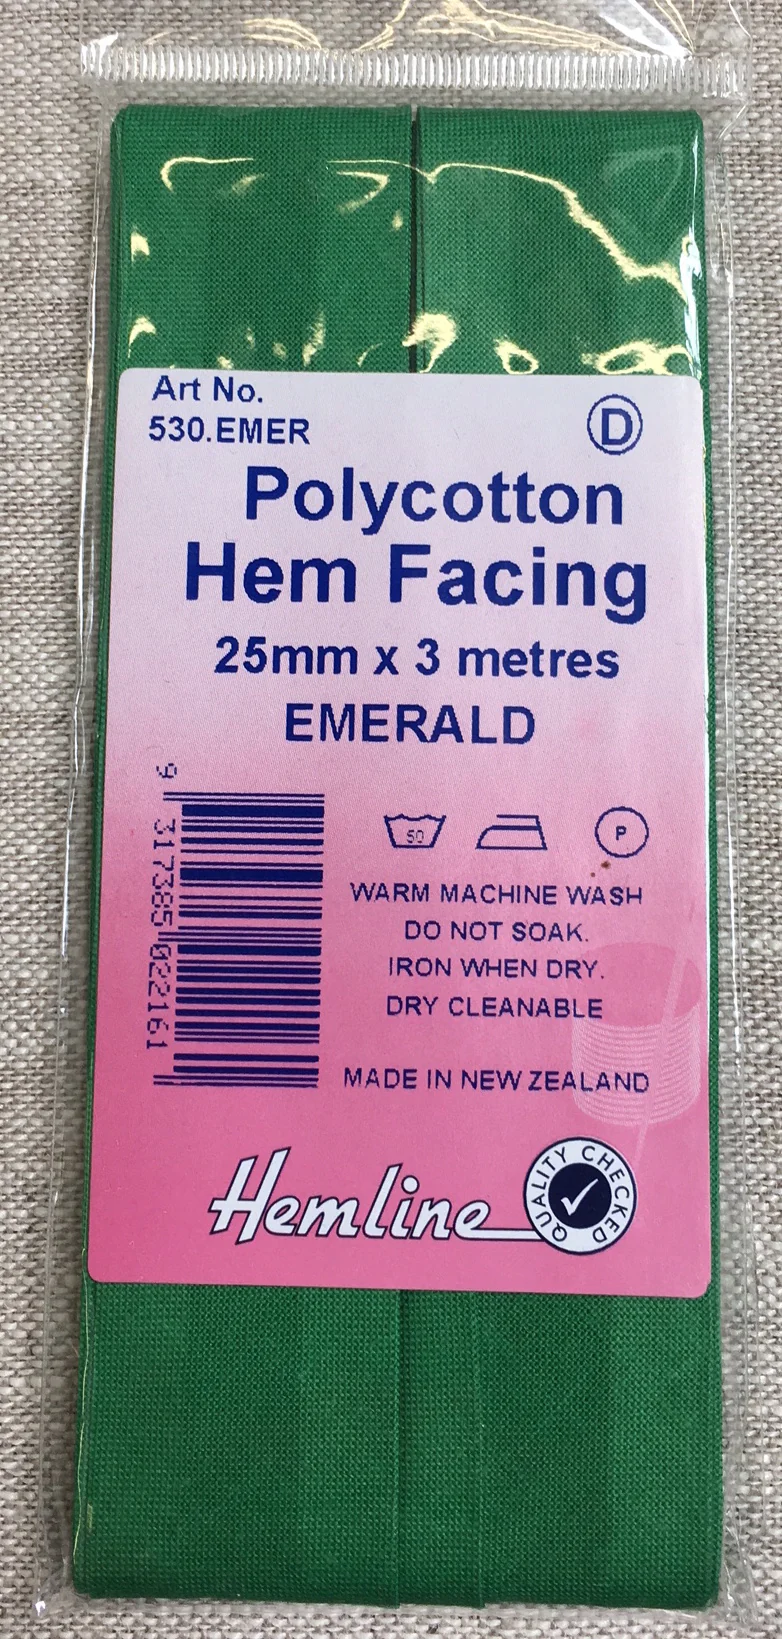 Art No.
530.EMER
D
Polycotton
Hem Facing
25mm x 3 metres
EMERALD
9 317385 022161
50
P
WARM MACHINE WASH
DO NOT SOAK.
IRON WHEN DRY.
DRY CLEANABLE
MADE IN NEW ZEALAND
Hemline
QUALITY CHECKED